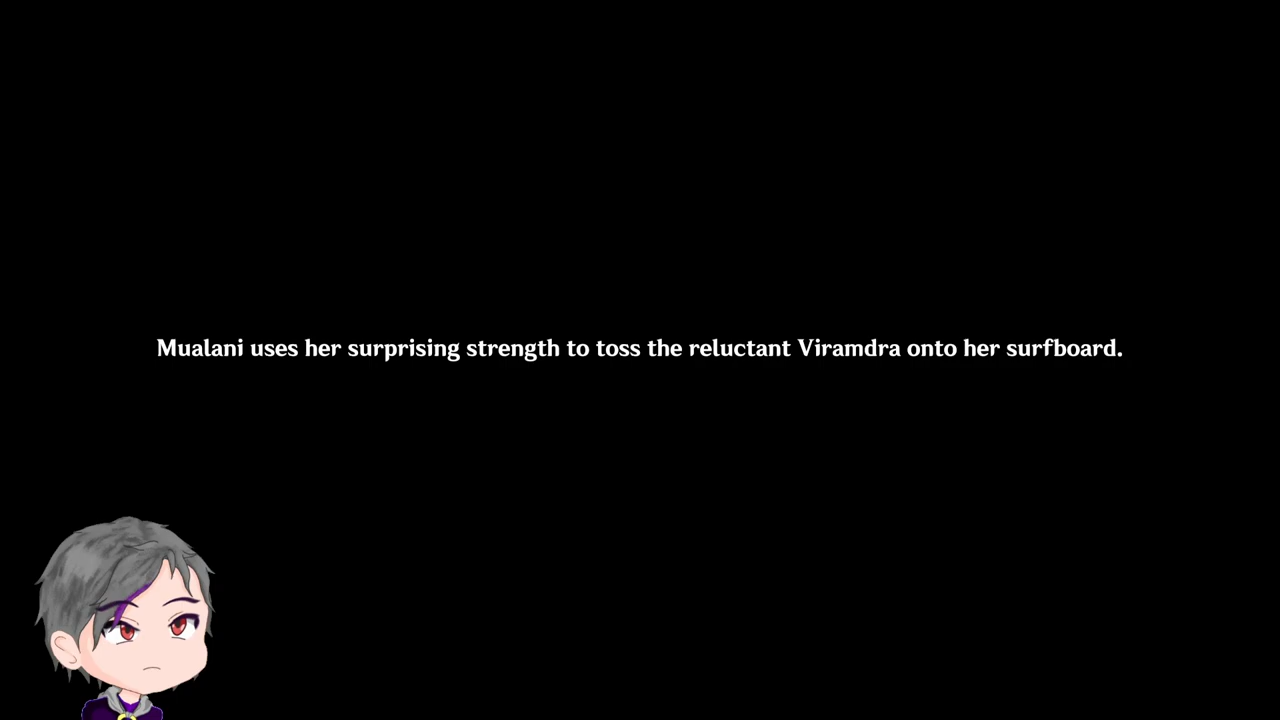 Mualani uses her surprising strength to toss the reluctant Viramdra onto her surfboard.